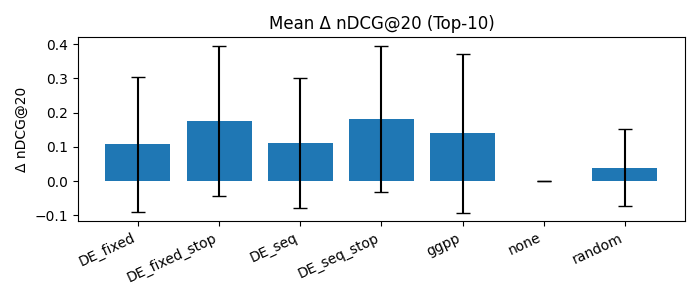 Mean Δ nDCG@20 (Top-10)
Δ nDCG@20
0.4
0.3
0.2
0.1
0.0
−0.1
DE_fixed
DE_fixed_stop
DE_seq
DE_seq_stop
ggpp
none
random